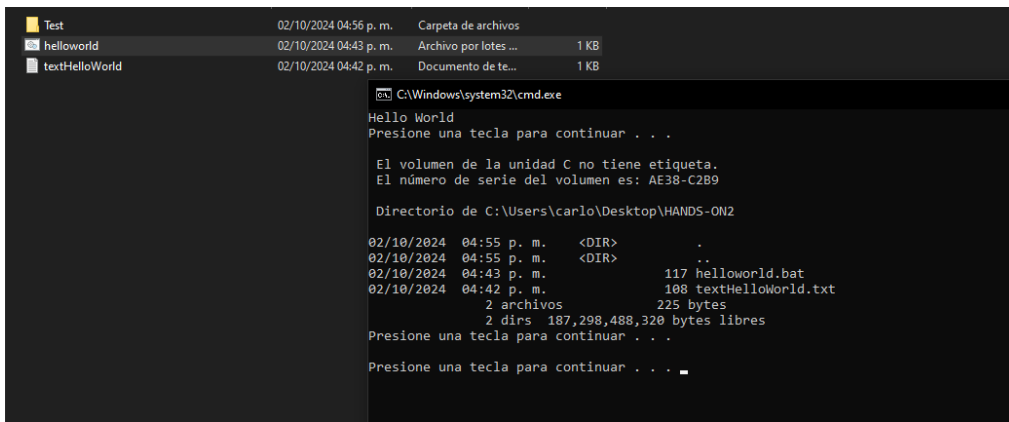 Test 02/10/2024 04:56 p. m. Carpeta de archivos
helloworld 02/10/2024 04:43 p. m. Archivo por lotes ... 1 KB
textHelloWorld 02/10/2024 04:42 p. m. Documento de te... 1 KB
C:\Windows\system32\cmd.exe
Hello World
Presione una tecla para continuar . . .
El volumen de la unidad C no tiene etiqueta.
El número de serie del volumen es: AE38-C2B9
Directorio de C:\Users\carlo\Desktop\HANDS-ON2
02/10/2024 04:55 p. m. <DIR> .
02/10/2024 04:55 p. m. <DIR> ..
02/10/2024 04:43 p. m. 117 helloworld.bat
02/10/2024 04:42 p. m. 108 textHelloWorld.txt
2 archivos 225 bytes
2 dirs 187,298,488,320 bytes libres
Presione una tecla para continuar . . .
Presione una tecla para continuar . . .